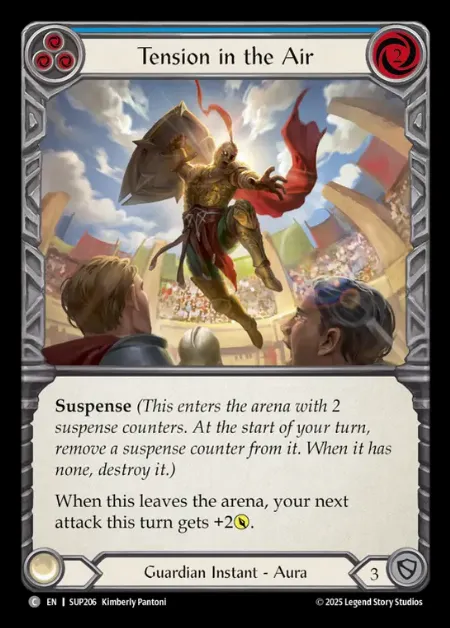 Tension in the Air
2
Suspense (This enters the arena with 2
suspense counters. At the start of your turn,
remove a suspense counter from it. When it has
none, destroy it.)
When this leaves the arena, your next
attack this turn gets +2.
Guardian Instant - Aura
3
C EN | SUP206 Kimberly Pantoni
© 2025 Legend Story Studios